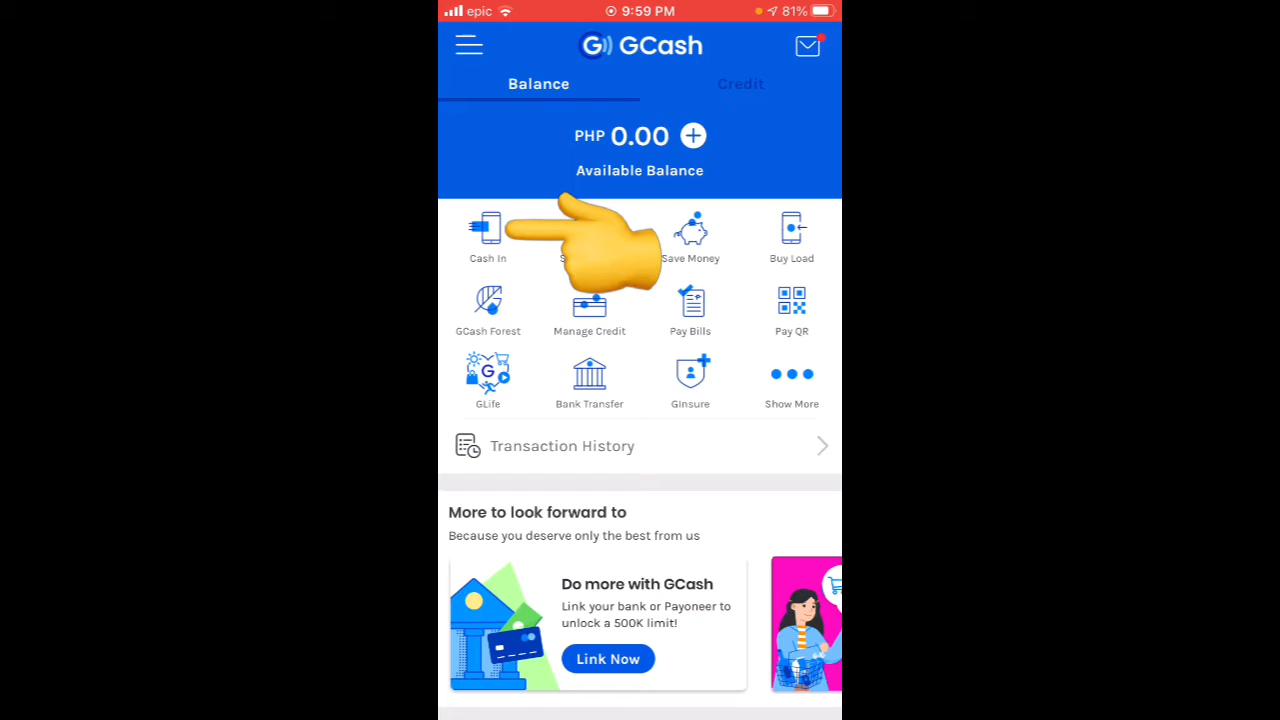 epic 9:59 PM 81%
GCash
Balance Credit
PHP 0.00
Available Balance
Cash In Save Money Buy Load
GCash Forest Manage Credit Pay Bills Pay QR
G
GLife Bank Transfer GInsure Show More
Transaction History
More to look forward to
Because you deserve only the best from us
Do more with GCash
Link your bank or Payoneer to
unlock a 500K limit!
Link Now